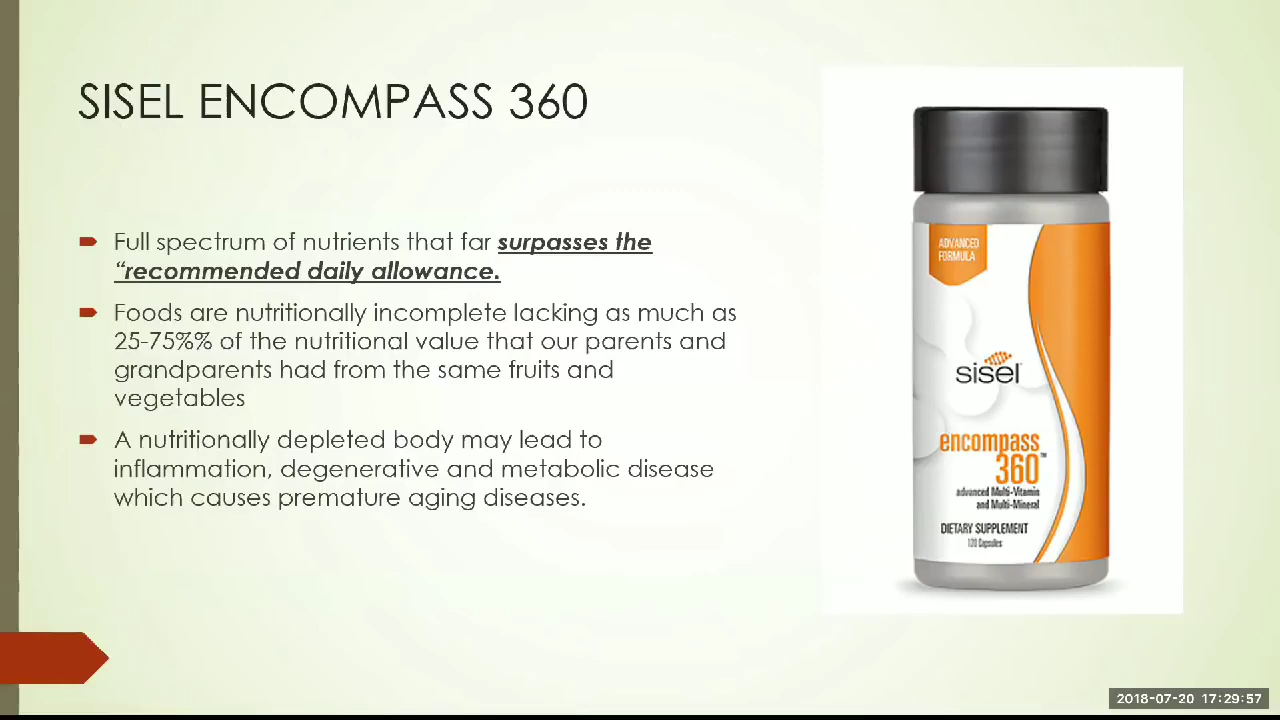 SISEL ENCOMPASS 360
Full spectrum of nutrients that far surpasses the
“recommended daily allowance.
Foods are nutritionally incomplete lacking as much as
25-75%% of the nutritional value that our parents and
grandparents had from the same fruits and
vegetables
A nutritionally depleted body may lead to
inflammation, degenerative and metabolic disease
which causes premature aging diseases.
ADVANCED
FORMULA
sisel
encompass
360™
advanced Multi-Vitamin
and Multi-Mineral
DIETARY SUPPLEMENT
120 Capsules
2018-07-20 17:29:57